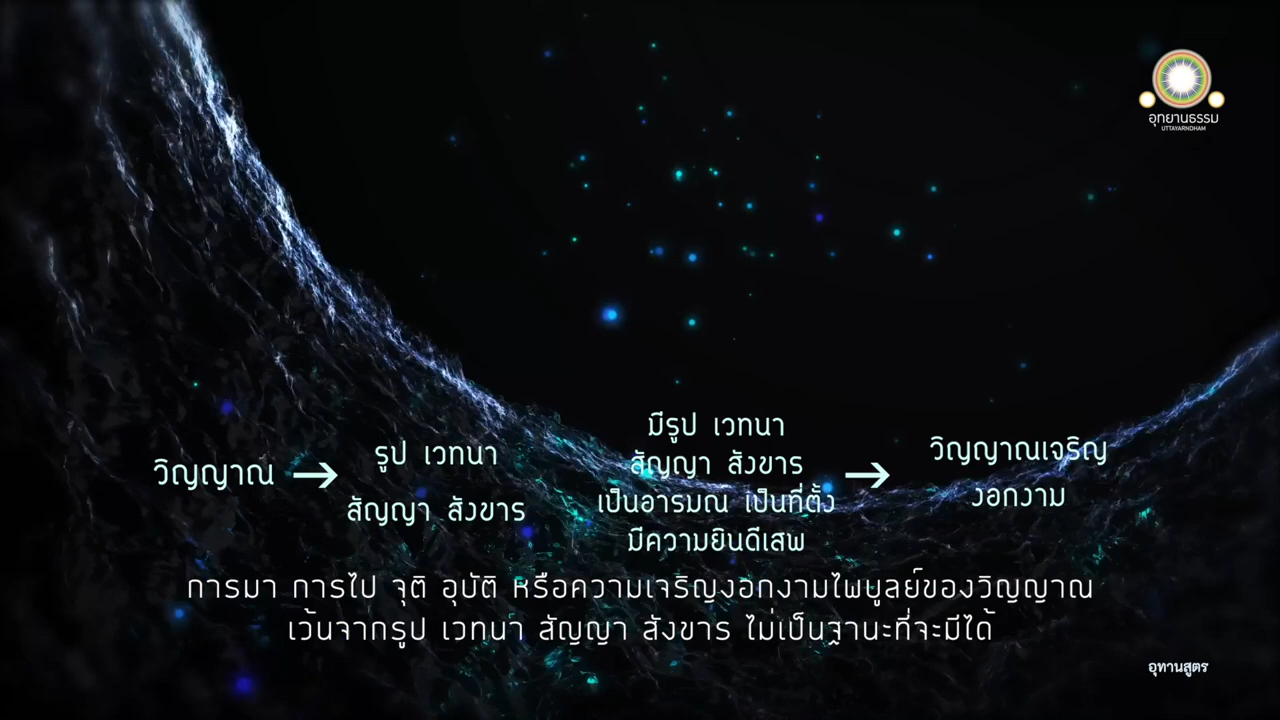 อุทยานธรรม
UTTAYARNDHAM
วิญญาณ →
รูป เวทนา
สัญญา สังขาร
มีรูป เวทนา
สัญญา สังขาร
เป็นอารมณ เป็นที่ตั้ง
มีความยินดีเสพ
→
วิญญาณเจริญ
งอกงาม
การมา การไป จุติ อุบัติ หรือความเจริญงอกงามไพบูลย์ของวิญญาณ
เว้นจากรูป เวทนา สัญญา สังขาร ไม่เป็นฐานะที่จะมีได้
อุทานสูตร